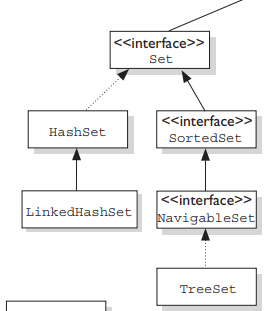 <<interface>>
Set
HashSet
<<interface>>
SortedSet
LinkedHashSet
<<interface>>
NavigableSet
TreeSet